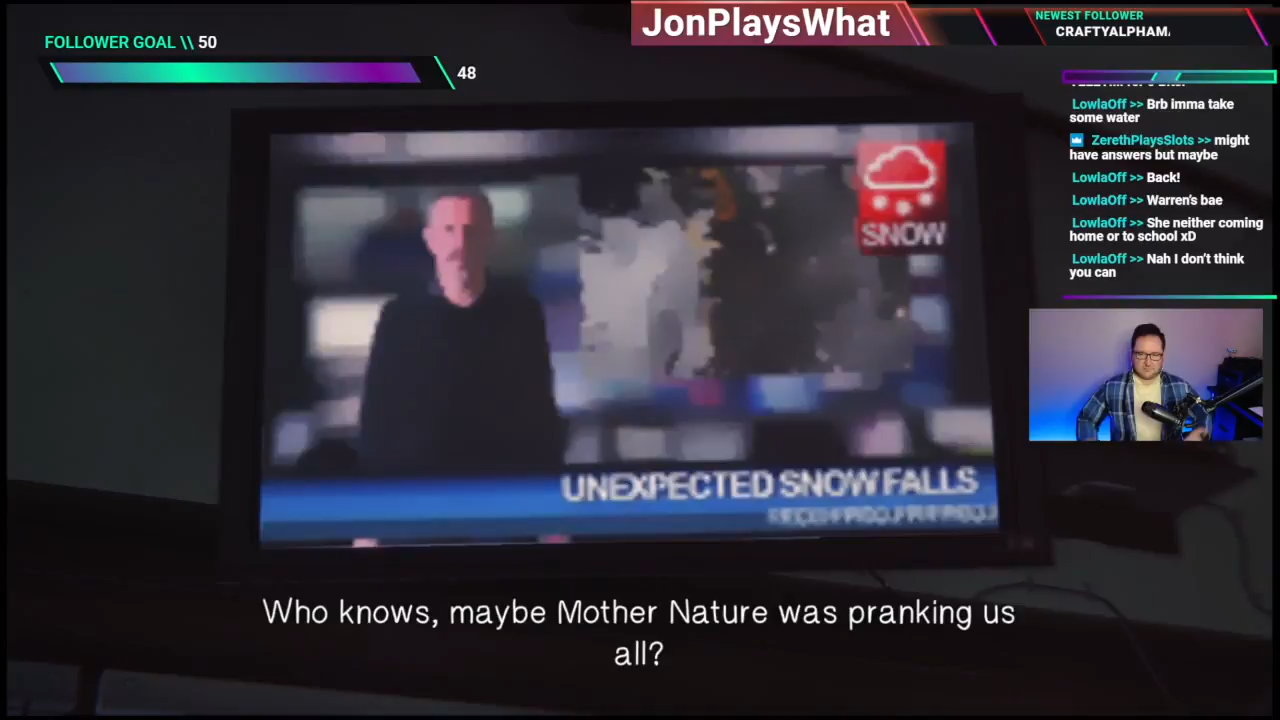 JonPlaysWhat
NEWEST FOLLOWER
CRAFTYALPHAM
FOLLOWER GOAL \\ 50
48
LowlaOff >> Brb imma take
some water
ZerethPlaysSlots >> might
have answers but maybe
LowlaOff >> Back!
LowlaOff >> Warren's bae
LowlaOff >> She neither coming
home or to school xD
LowlaOff >> Nah I don't think
you can
SNOW
UNEXPECTED SNOW FALLS
Who knows, maybe Mother Nature was pranking us
all?